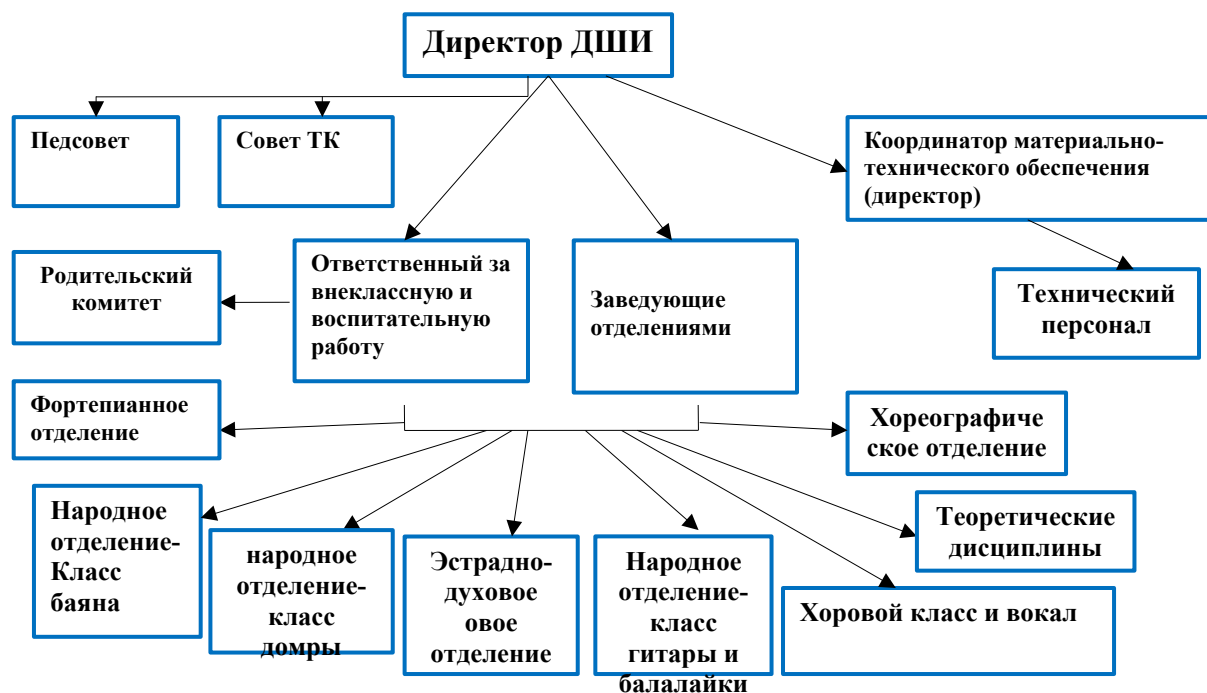 Директор ДШИ
Педсовет
Совет ТК
Координатор материально-
технического обеспечения
(директор)
Родительский
комитет
Ответственный за
внеклассную и
воспитательную
работу
Заведующие
отделениями
Технический
персонал
Фортепианное
отделение
Хореографиче
ское отделение
Народное
отделение-
Класс
баяна
народное
отделение-
класс
домры
Эстрадно-
духовое
овое
отделение
Народное
отделение-
класс
гитары и
балалайки
Теоретические
дисциплины
Хоровой класс и вокал